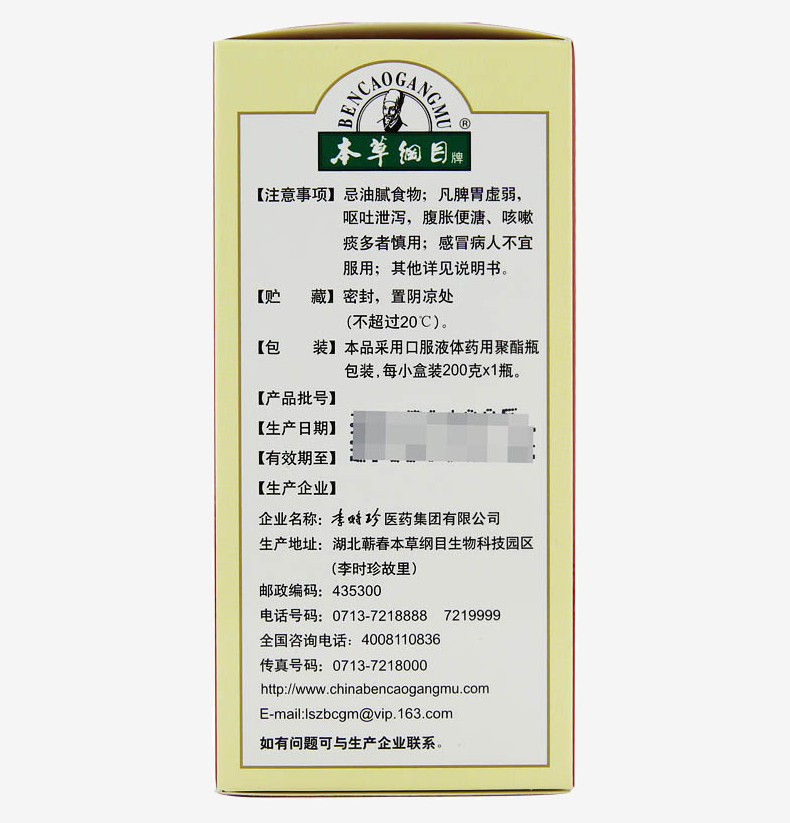 BENCAOGANGMU
®
本草纲目牌
【注意事项】忌油腻食物；凡脾胃虚弱，
呕吐泄泻，腹胀便溏、咳嗽
痰多者慎用；感冒病人不宜
服用；其他详见说明书。
【贮 藏】密封，置阴凉处
(不超过20℃)。
【包 装】本品采用口服液体药用聚酯瓶
包装,每小盒装200克x1瓶。
【产品批号】
【生产日期】
【有效期至】
【生产企业】
企业名称：李时珍医药集团有限公司
生产地址：湖北蕲春本草纲目生物科技园区
(李时珍故里)
邮政编码：435300
电话号码：0713-7218888 7219999
全国咨询电话：4008110836
传真号码：0713-7218000
http://www.chinabencaogangmu.com
E-mail:lszbcgm@vip.163.com
如有问题可与生产企业联系。